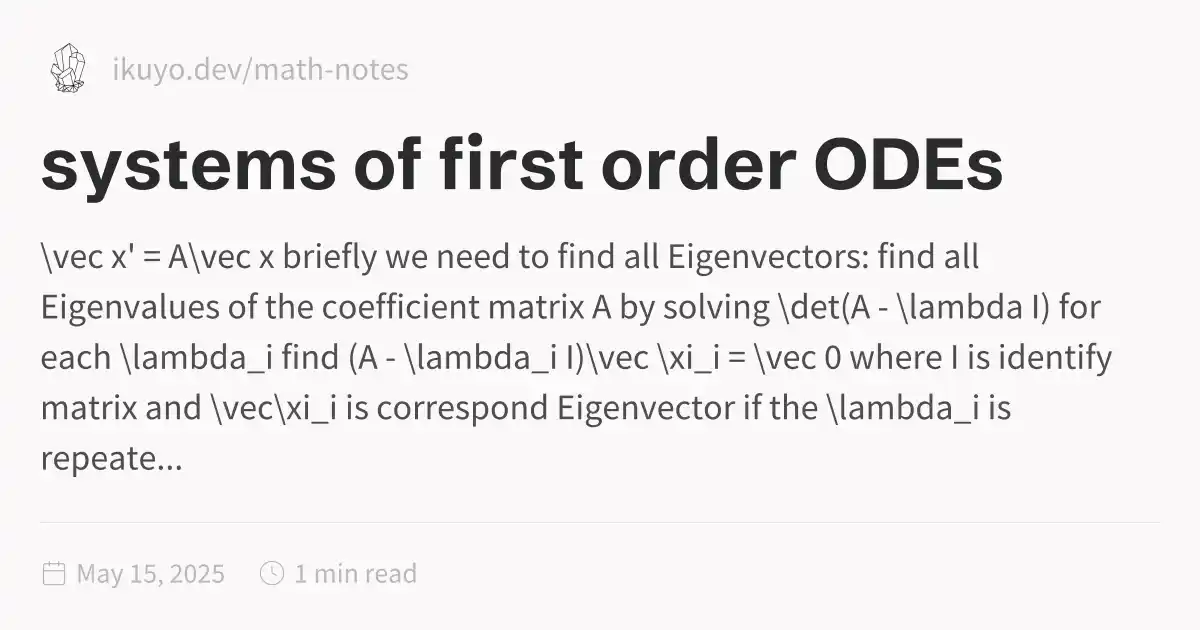 ikuyo.dev/math-notes
systems of first order ODEs
\vec x' = A\vec x briefly we need to find all Eigenvectors: find all
Eigenvalues of the coefficient matrix A by solving \det(A - \lambda I) for
each \lambda_i find (A - \lambda_i I)\vec \xi_i = \vec 0 where I is identify
matrix and \vec\xi_i is correspond Eigenvector if the \lambda_i is
repeate...
May 15, 2025 1 min read